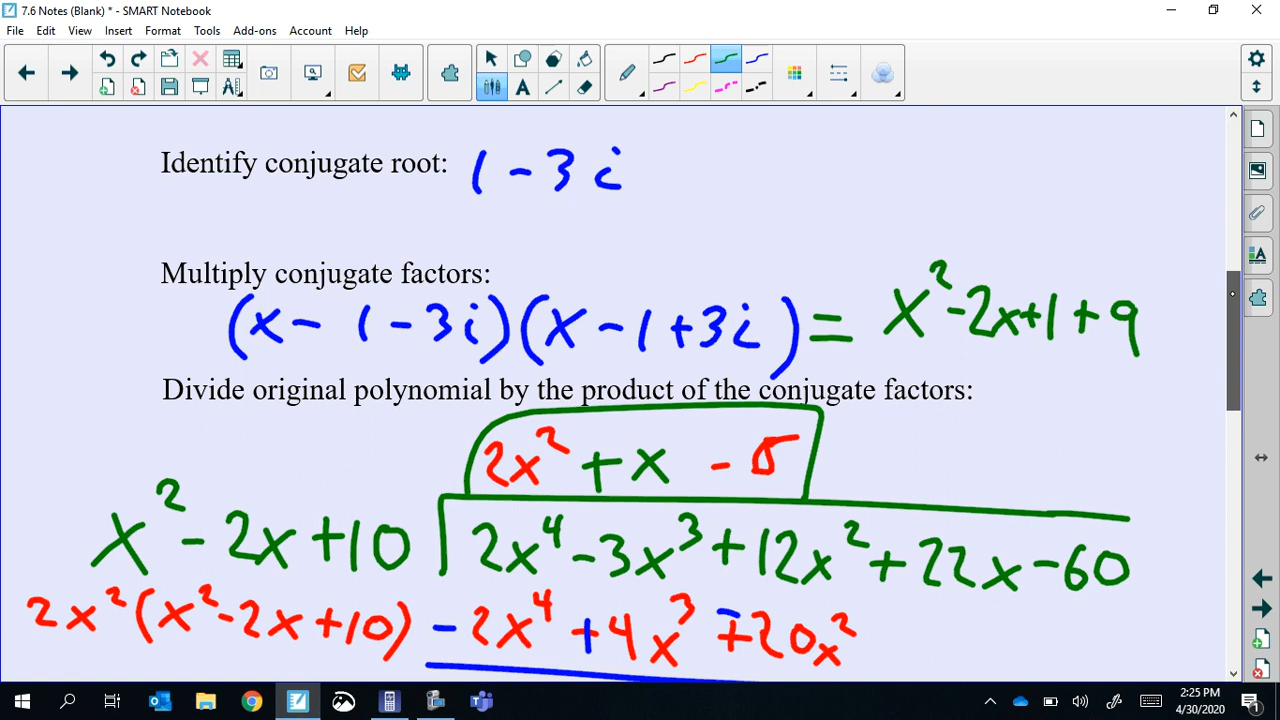 7.6 Notes (Blank) * - SMART Notebook
File Edit View Insert Format Tools Add-ons Account Help
Identify conjugate root: 1 - 3i
Multiply conjugate factors:
(x - 1 - 3i)(x - 1 + 3i) = x² - 2x + 1 + 9
Divide original polynomial by the product of the conjugate factors:
2x² + x - 5
x² - 2x + 10 2x⁴ - 3x³ + 12x² + 22x - 60
2x²(x² - 2x + 10) - 2x⁴ + 4x³ ∓ 20x²
2:25 PM
4/30/2020